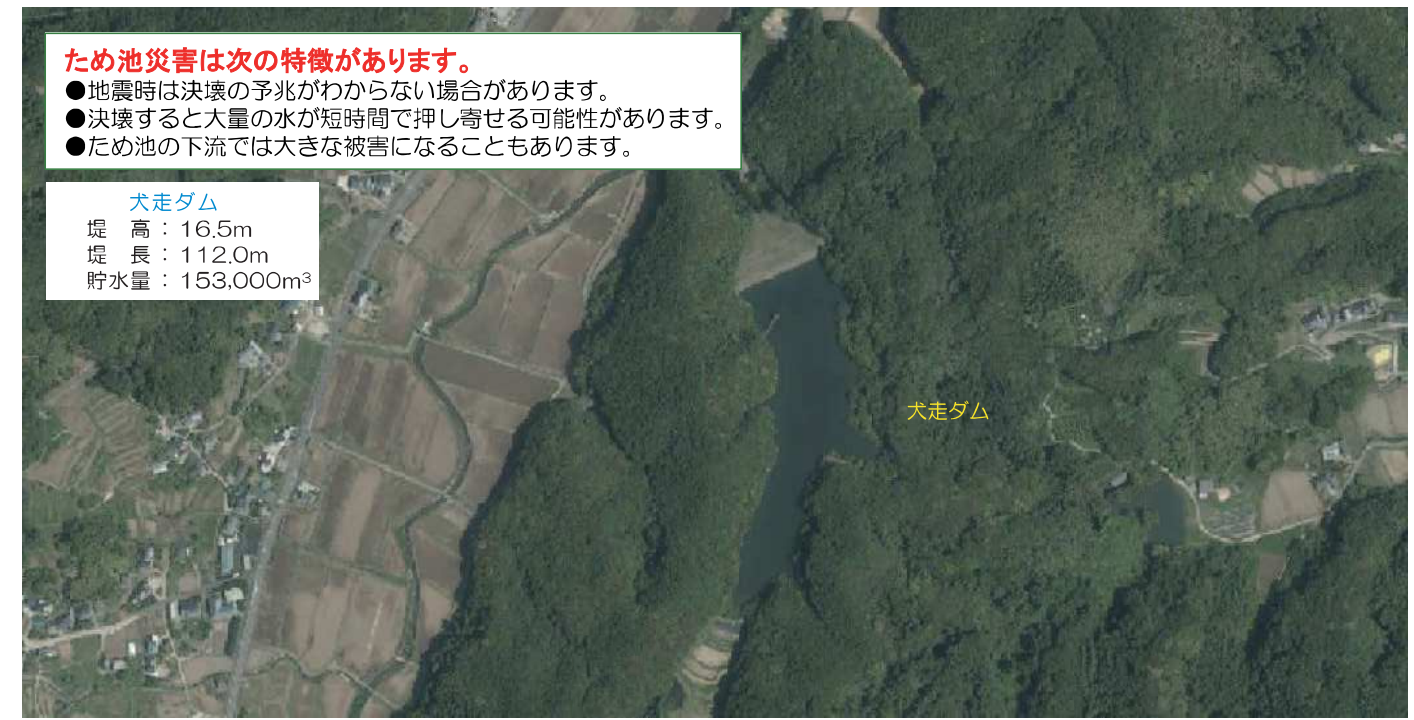 ため池災害は次の特徴があります。
●地震時は決壊の予兆がわからない場合があります。
●決壊すると大量の水が短時間で押し寄せる可能性があります。
●ため池の下流では大きな被害になることもあります。
犬走ダム
堤　高：16.5m
堤　長：112.0m
貯水量：153,000m³
犬走ダム